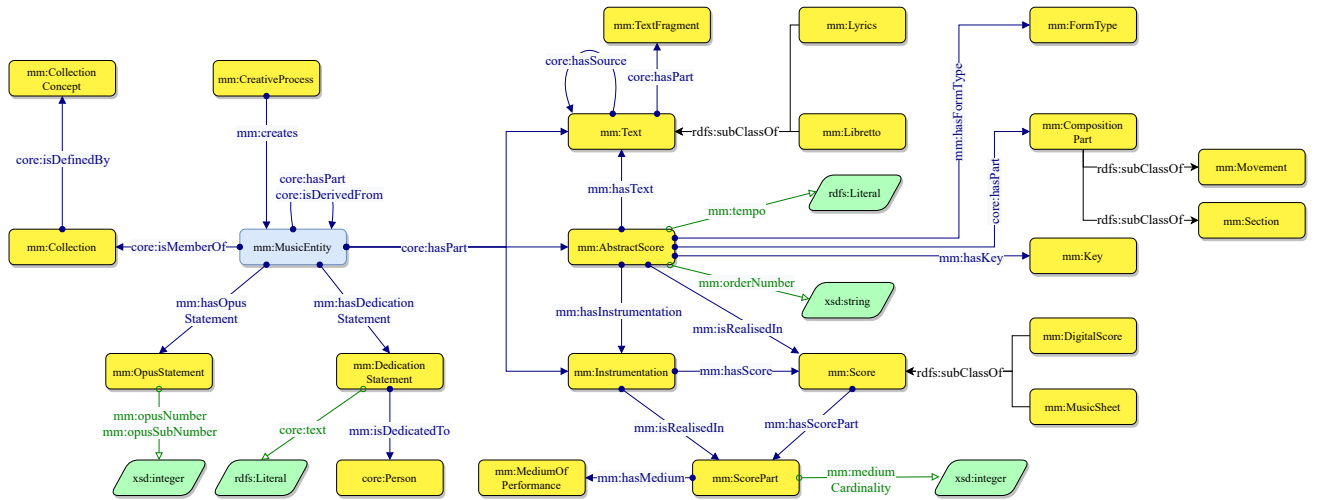 mm:TextFragment
mm:Lyrics
mm:FormType
mm:Collection
Concept
mm:CreativeProcess
core:hasSource
core:hasPart
mm:hasFormType
mm:creates
mm:Text
rdfs:subClassOf
mm:Libretto
mm:Composition
Part
core:isDefinedBy
core:hasPart
core:isDerivedFrom
mm:hasText
rdfs:Literal
mm:tempo
core:hasPart
rdfs:subClassOf
mm:Movement
rdfs:subClassOf
mm:Section
mm:Collection
core:isMemberOf
mm:MusicEntity
core:hasPart
mm:AbstractScore
mm:hasKey
mm:Key
mm:orderNumber
xsd:string
mm:hasOpus
Statement
mm:hasDedication
Statement
mm:hasInstrumentation
mm:isRealisedIn
mm:DigitalScore
mm:OpusStatement
mm:Dedication
Statement
mm:Instrumentation
mm:hasScore
mm:Score
rdfs:subClassOf
mm:MusicSheet
mm:opusNumber
mm:opusSubNumber
core:text
mm:isDedicatedTo
mm:isRealisedIn
mm:hasScorePart
xsd:integer
rdfs:Literal
core:Person
mm:MediumOf
Performance
mm:hasMedium
mm:ScorePart
mm:medium
Cardinality
xsd:integer